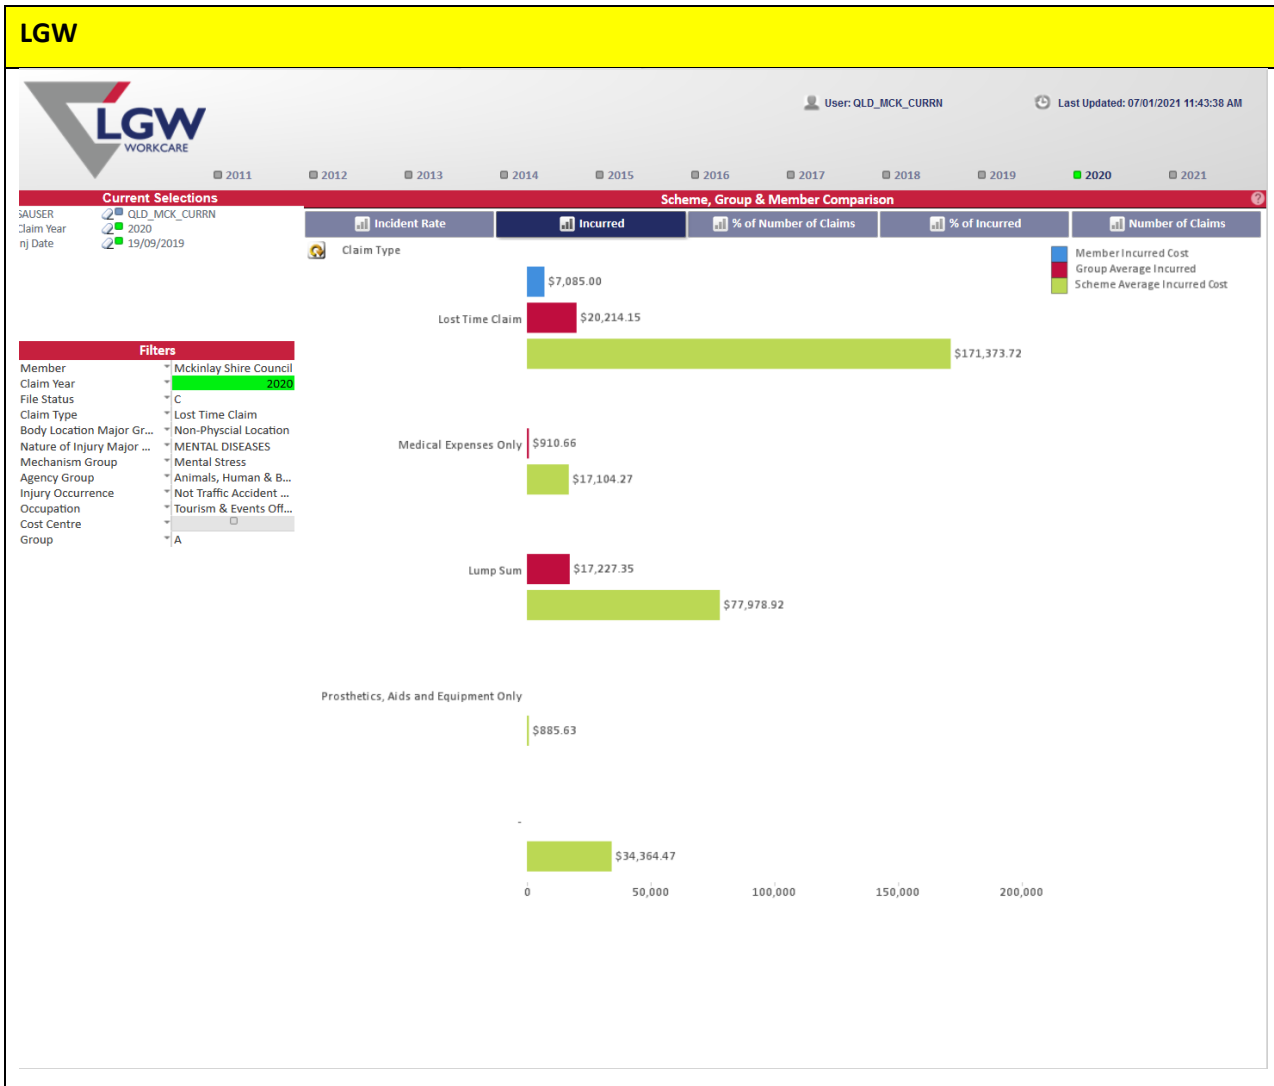 LGW
LGW
WORKCARE
User: QLD_MCK_CURRN
Last Updated: 07/01/2021 11:43:38 AM
2011 2012 2013 2014 2015 2016 2017 2018 2019 2020 2021
Current Selections
SAUSER QLD_MCK_CURRN
Claim Year 2020
nj Date 19/09/2019
Scheme, Group & Member Comparison
Incident Rate Incurred % of Number of Claims % of Incurred Number of Claims
Claim Type
Member Incurred Cost
Group Average Incurred
Scheme Average Incurred Cost
$7,085.00
Lost Time Claim $20,214.15
$171,373.72
Medical Expenses Only $910.66
$17,104.27
Lump Sum $17,227.35
$77,978.92
Prosthetics, Aids and Equipment Only
$885.63
-
$34,364.47
0 50,000 100,000 150,000 200,000
Filters
Member Mckinlay Shire Council
Claim Year 2020
File Status C
Claim Type Lost Time Claim
Body Location Major Gr... Non-Physcial Location
Nature of Injury Major ... MENTAL DISEASES
Mechanism Group Mental Stress
Agency Group Animals, Human & B...
Injury Occurrence Not Traffic Accident ...
Occupation Tourism & Events Off...
Cost Centre
Group A